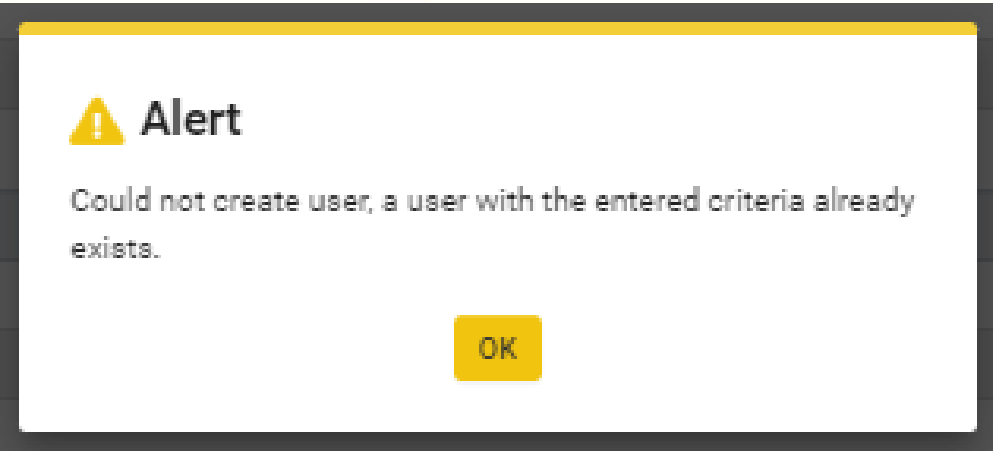 Alert
Could not create user, a user with the entered criteria already
exists.
OK